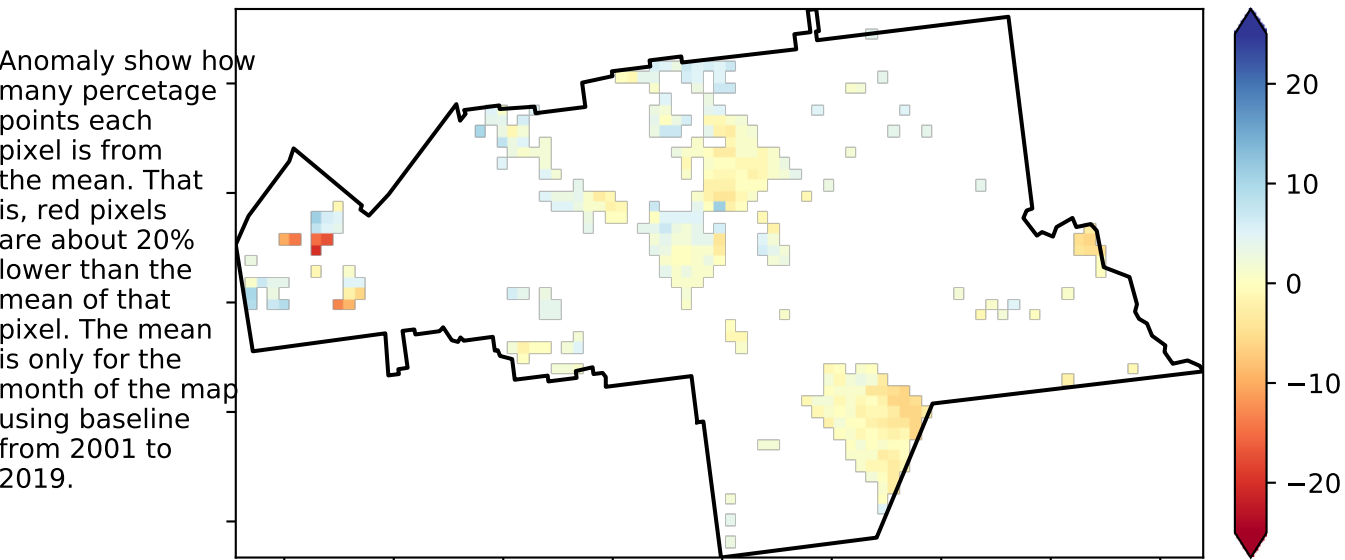 Anomaly show how
many percetage
points each
pixel is from
the mean. That
is, red pixels
are about 20%
lower than the
mean of that
pixel. The mean
is only for the
month of the map
using baseline
from 2001 to
2019.
20
10
0
−10
−20